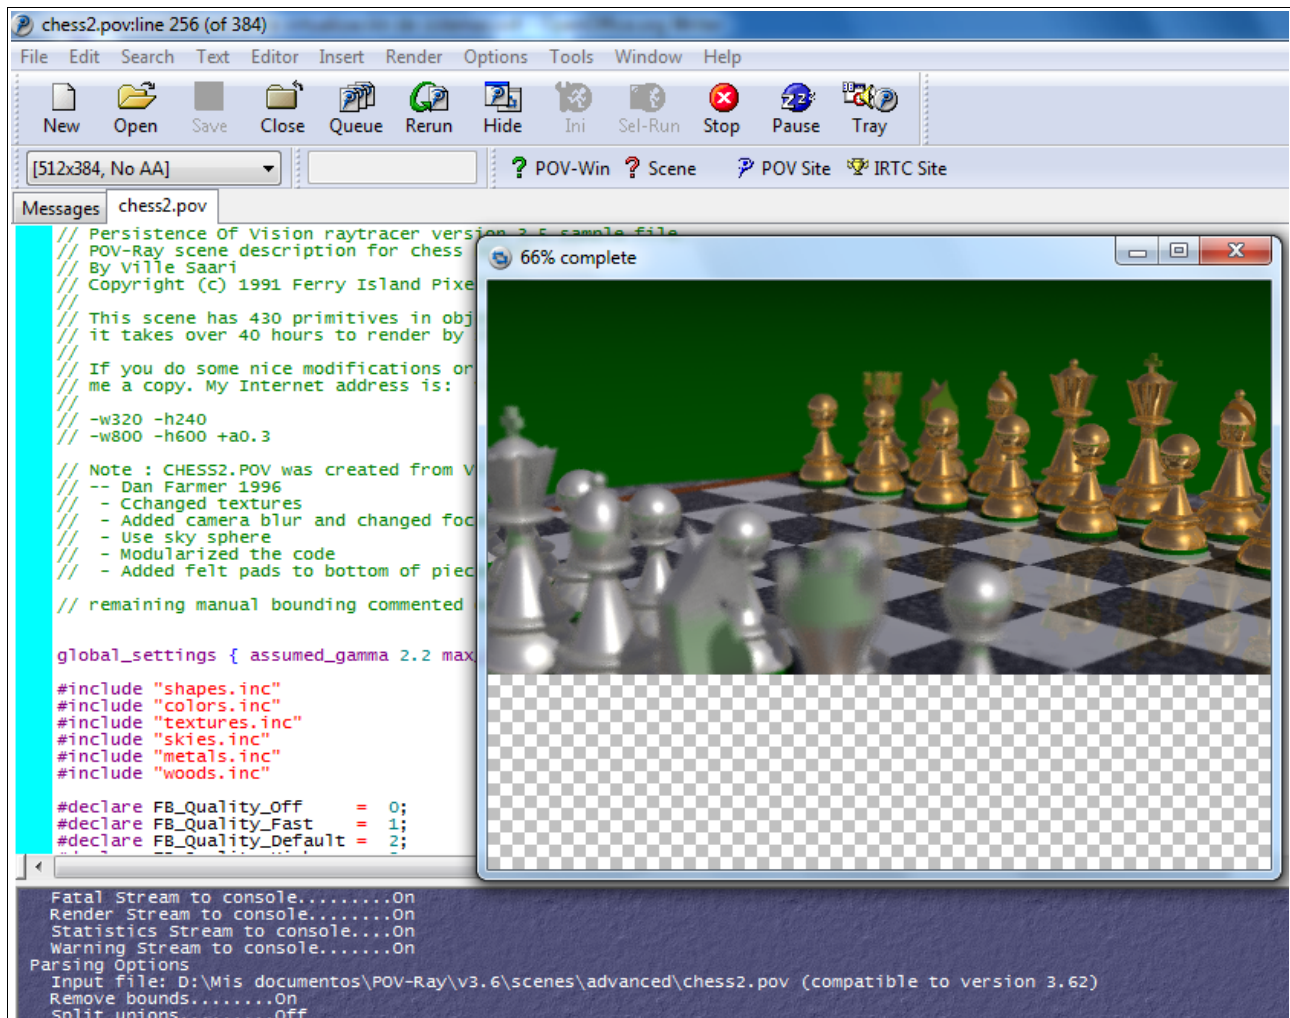 chess2.pov:line 256 (of 384)
File Edit Search Text Editor Insert Render Options Tools Window Help
New Open Save Close Queue Rerun Hide Ini Sel-Run Stop Pause Tray
[512x384, No AA] POV-Win Scene POV Site IRTC Site
Messages chess2.pov
// Persistence Of Vision raytracer version 3.5 sample file
// POV-Ray scene description for chess
// By Ville Saari
// Copyright (c) 1991 Ferry Island Pixe
//
// This scene has 430 primitives in obj
// it takes over 40 hours to render by
//
// If you do some nice modifications or
// me a copy. My Internet address is:
//
// -w320 -h240
// -w800 -h600 +a0.3
// Note : CHESS2.POV was created from V
// -- Dan Farmer 1996
// - Cchanged textures
// - Added camera blur and changed foc
// - Use sky sphere
// - Modularized the code
// - Added felt pads to bottom of piec
// remaining manual bounding commented
global_settings { assumed_gamma 2.2 max_
#include "shapes.inc"
#include "colors.inc"
#include "textures.inc"
#include "skies.inc"
#include "metals.inc"
#include "woods.inc"
#declare FB_Quality_Off = 0;
#declare FB_Quality_Fast = 1;
#declare FB_Quality_Default = 2;
66% complete
Fatal Stream to console.........On
Render Stream to console........On
Statistics Stream to console....On
Warning Stream to console.......On
Parsing Options
Input file: D:\Mis documentos\POV-Ray\v3.6\scenes\advanced\chess2.pov (compatible to version 3.62)
Remove bounds........On
Split unions.........Off